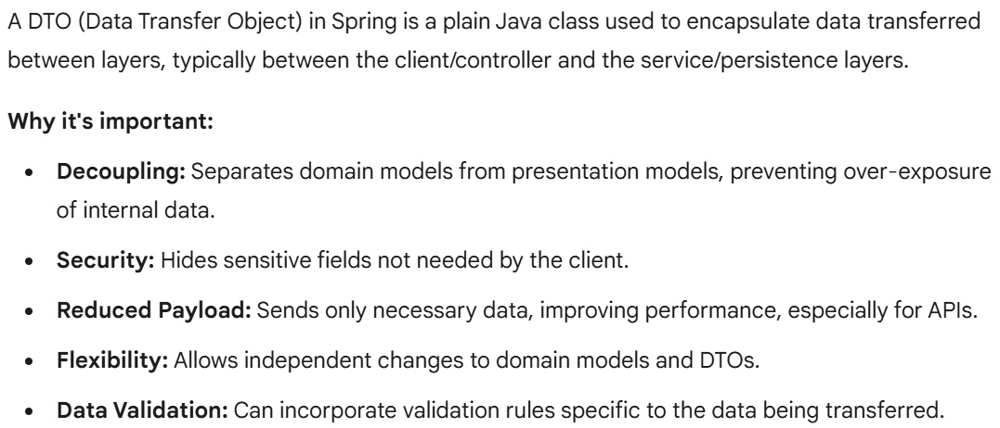 A DTO (Data Transfer Object) in Spring is a plain Java class used to encapsulate data transferred
between layers, typically between the client/controller and the service/persistence layers.
Why it's important:
• Decoupling: Separates domain models from presentation models, preventing over-exposure
of internal data.
• Security: Hides sensitive fields not needed by the client.
• Reduced Payload: Sends only necessary data, improving performance, especially for APIs.
• Flexibility: Allows independent changes to domain models and DTOs.
• Data Validation: Can incorporate validation rules specific to the data being transferred.